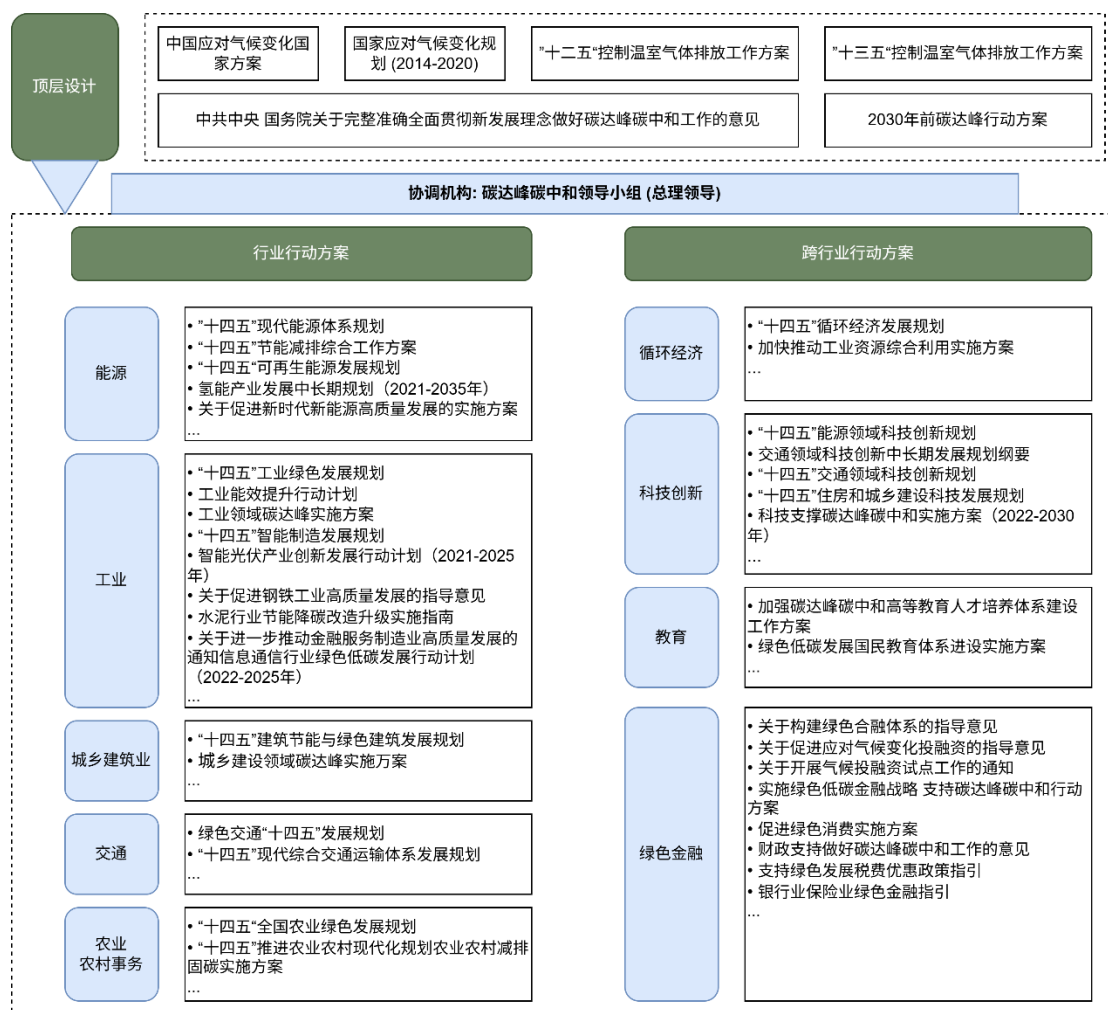 顶层设计
中国应对气候变化国
家方案
国家应对气候变化规
划 (2014-2020)
”十二五“控制温室气体排放工作方案
”十三五“控制温室气体排放工作方案
中共中央 国务院关于完整准确全面贯彻新发展理念做好碳达峰碳中和工作的意见
2030年前碳达峰行动方案
协调机构: 碳达峰碳中和领导小组 (总理领导)
行业行动方案
能源
• ”十四五”现代能源体系规划
• “十四五”节能减排综合工作方案
• “十四五“可再生能源发展规划
• 氢能产业发展中长期规划（2021-2035年）
• 关于促进新时代新能源高质量发展的实施方案
...
工业
• “十四五”工业绿色发展规划
• 工业能效提升行动计划
• 工业领域碳达峰实施方案
• “十四五”智能制造发展规划
• 智能光伏产业创新发展行动计划（2021-2025
年）
• 关于促进钢铁工业高质量发展的指导意见
• 水泥行业节能降碳改造升级实施指南
• 关于进一步推动金融服务制造业高质量发展的
通知信息通信行业绿色低碳发展行动计划
（2022-2025年）
...
城乡建筑业
• “十四五”建筑节能与绿色建筑发展规划
• 城乡建设领域碳达峰实施万案
...
交通
• 绿色交通“十四五”发展规划
• “十四五”现代综合交通运输体系发展规划
...
农业
农村事务
• “十四五“全国农业绿色发展规划
• “十四五”推进农业农村现代化规划农业农村减排
固碳实施方案
...
跨行业行动方案
循环经济
• “十四五”循环经济发展规划
• 加快推动工业资源综合利用实施方案
...
科技创新
• “十四五”能源领域科技创新规划
• 交通领域科技创新中长期发展规划纲要
• “十四五”交通领域科技创新规划
• “十四五”住房和城乡建设科技发展规划
• 科技支撑碳达峰碳中和实施方案（2022-2030
年）
...
教育
• 加强碳达峰碳中和高等教育人才培养体系建设
工作方案
• 绿色低碳发展国民教育体系进设实施方案
...
绿色金融
• 关于构建绿色合融体系的指导意见
• 关于促进应对气候变化投融资的指导意见
• 关于开展气候投融资试点工作的通知
• 实施绿色低碳金融战略 支持碳达峰碳中和行动
方案
• 促进绿色消费实施方案
• 财政支持做好碳达峰碳中和工作的意见
• 支持绿色发展税费优惠政策指引
• 银行业保险业绿色金融指引
...